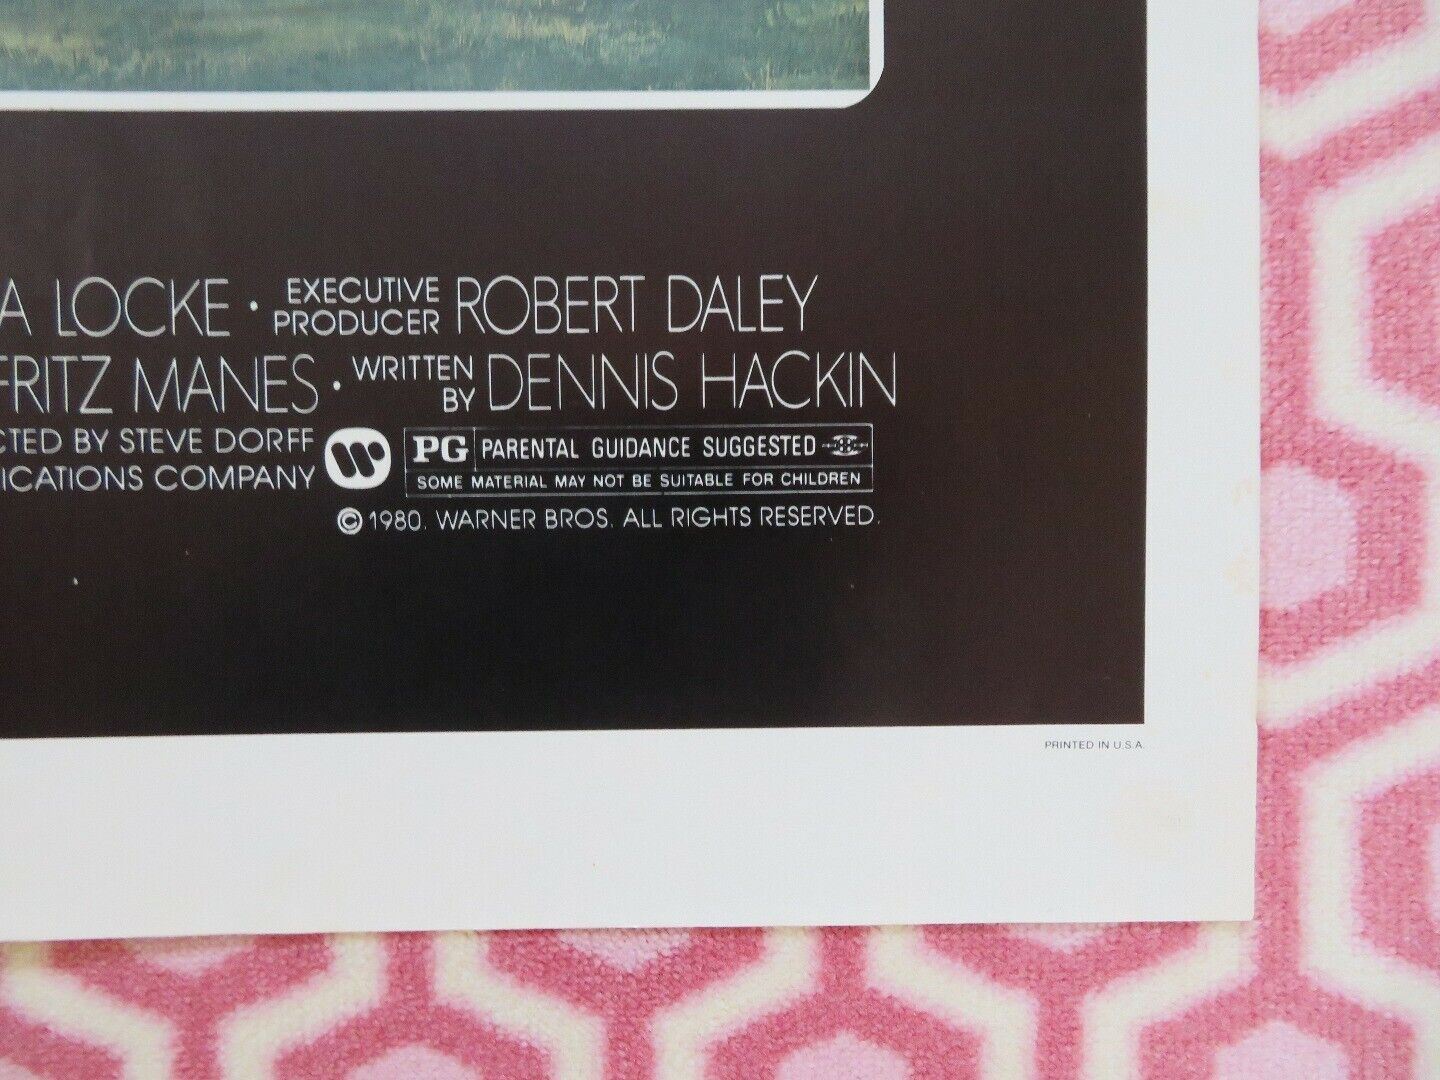 A LOCKE · EXECUTIVE PRODUCER ROBERT DALEY
FRITZ MANES · WRITTEN BY DENNIS HACKIN
CTED BY STEVE DORFF
ICATIONS COMPANY
PG PARENTAL GUIDANCE SUGGESTED
SOME MATERIAL MAY NOT BE SUITABLE FOR CHILDREN
© 1980. WARNER BROS. ALL RIGHTS RESERVED.
PRINTED IN U.S.A.